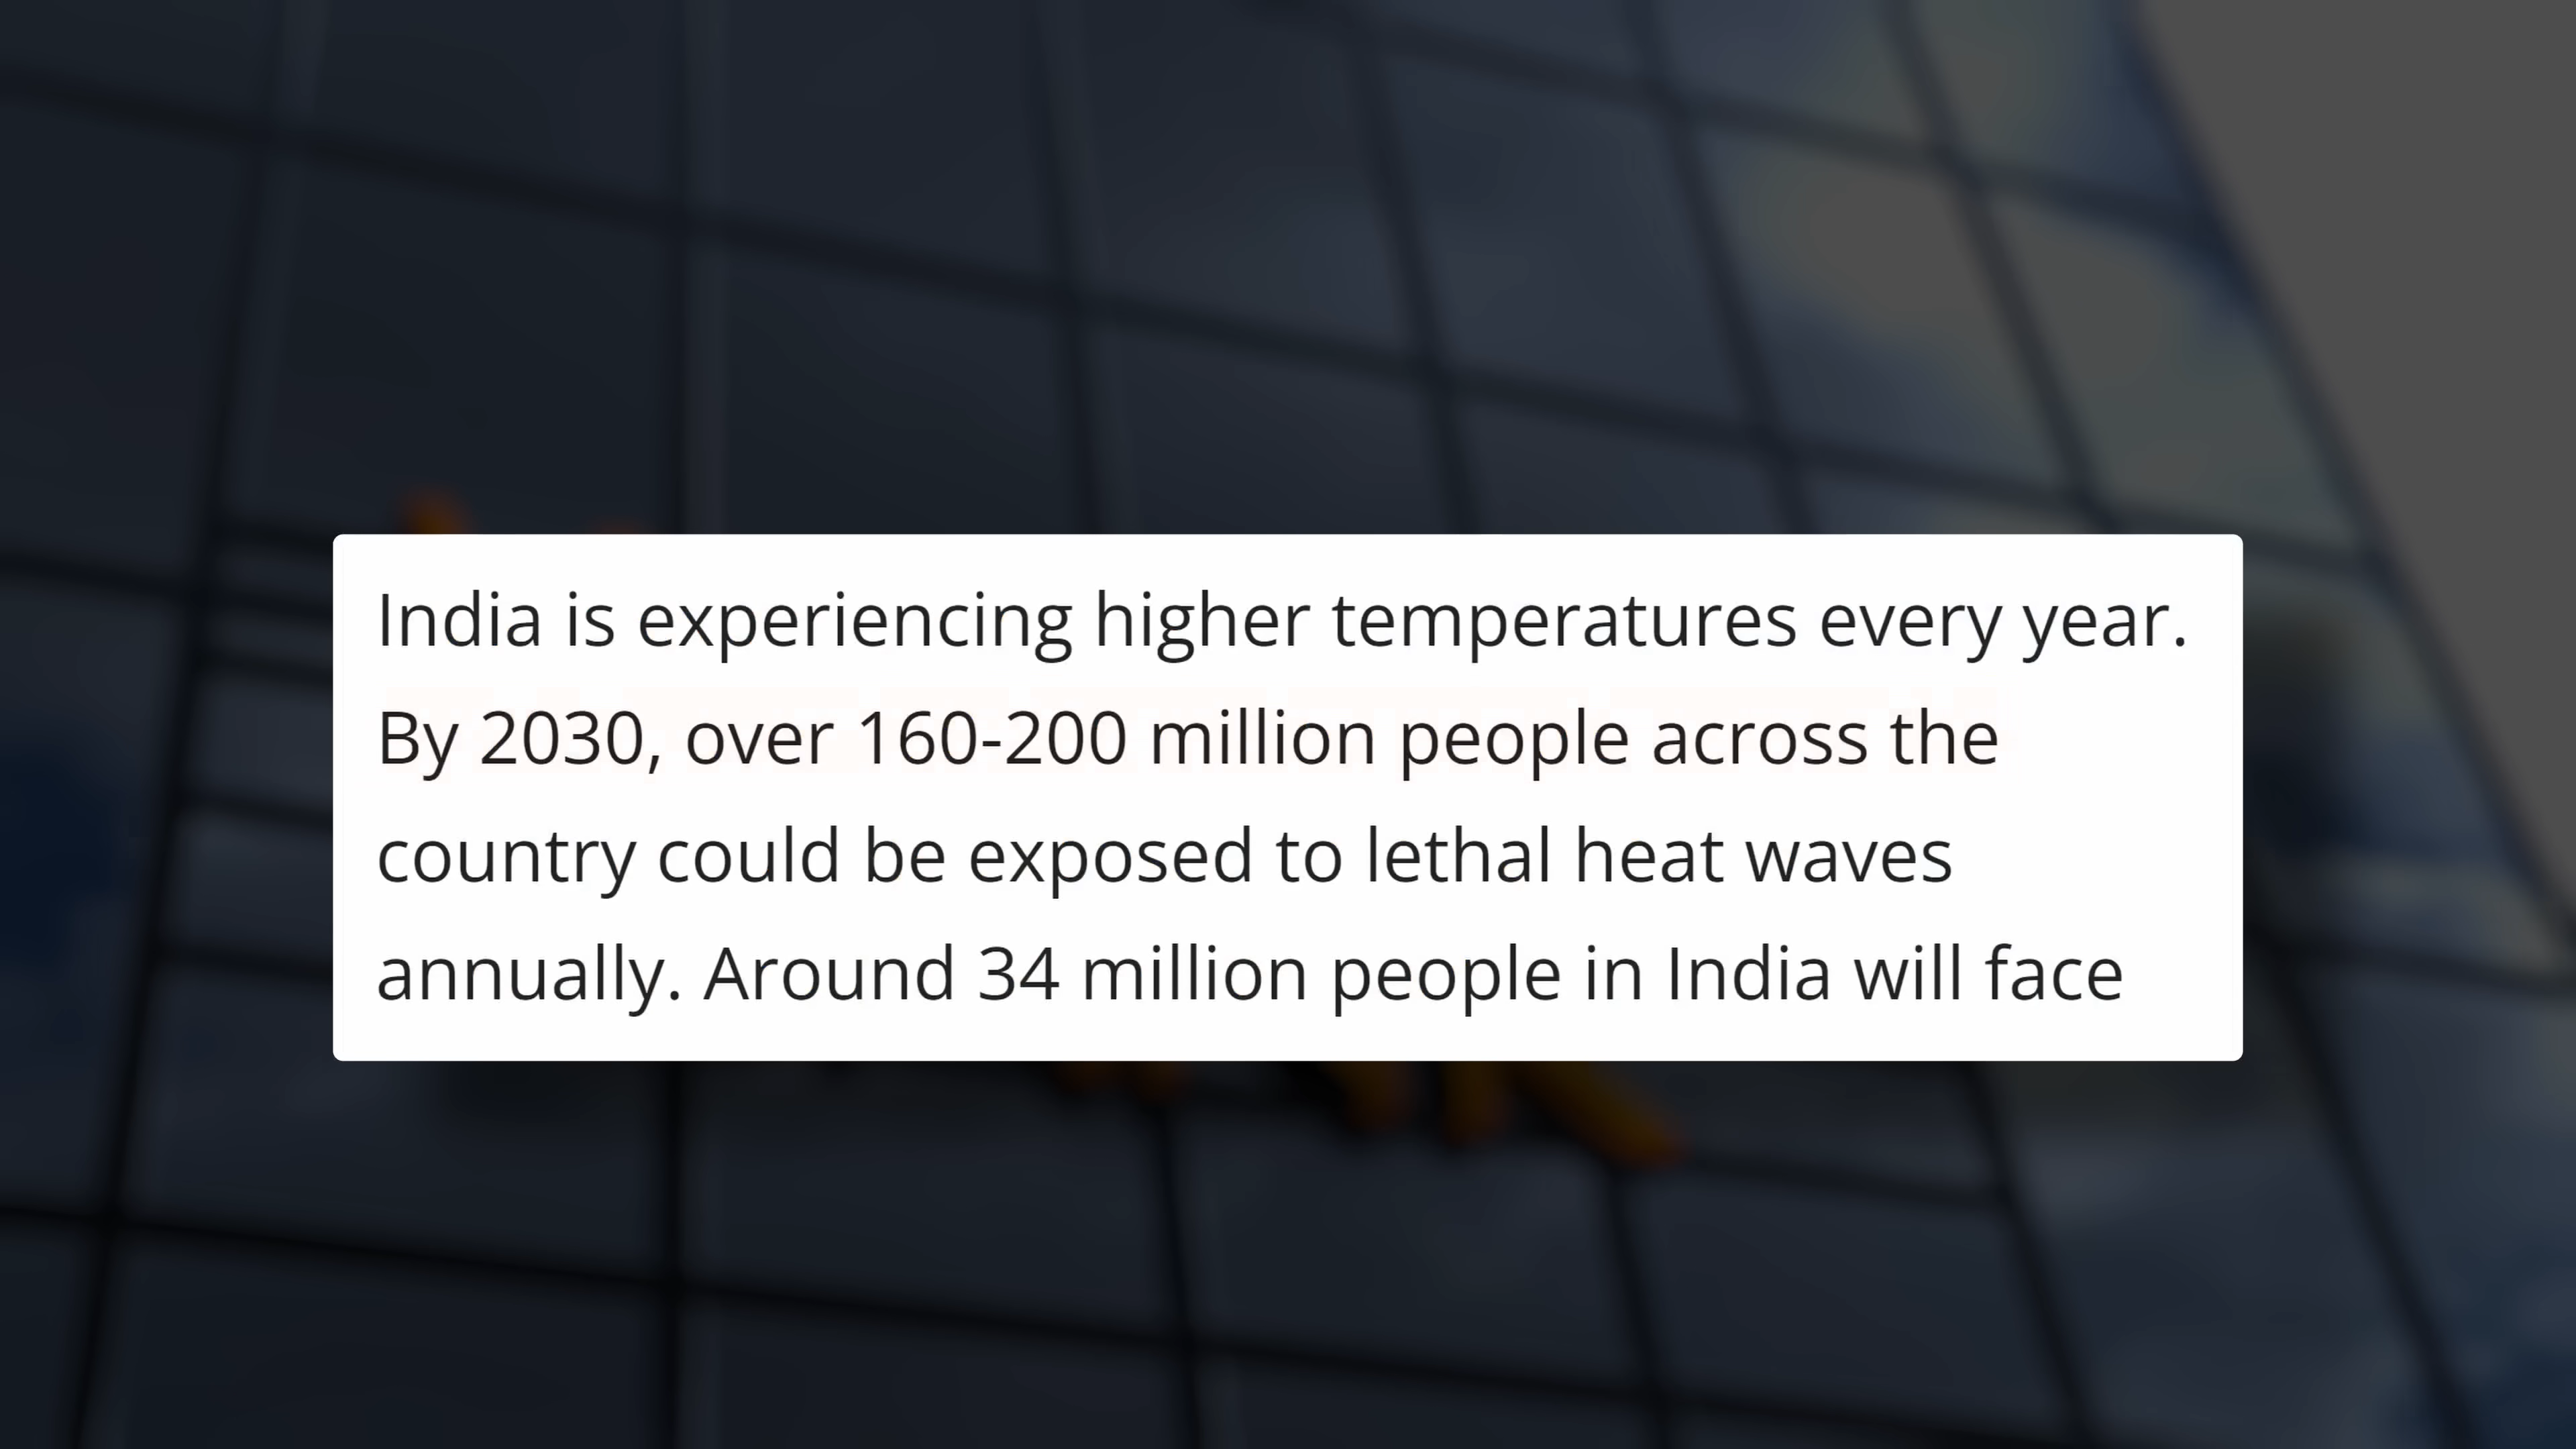 India is experiencing higher temperatures every year.
By 2030, over 160-200 million people across the
country could be exposed to lethal heat waves
annually. Around 34 million people in India will face